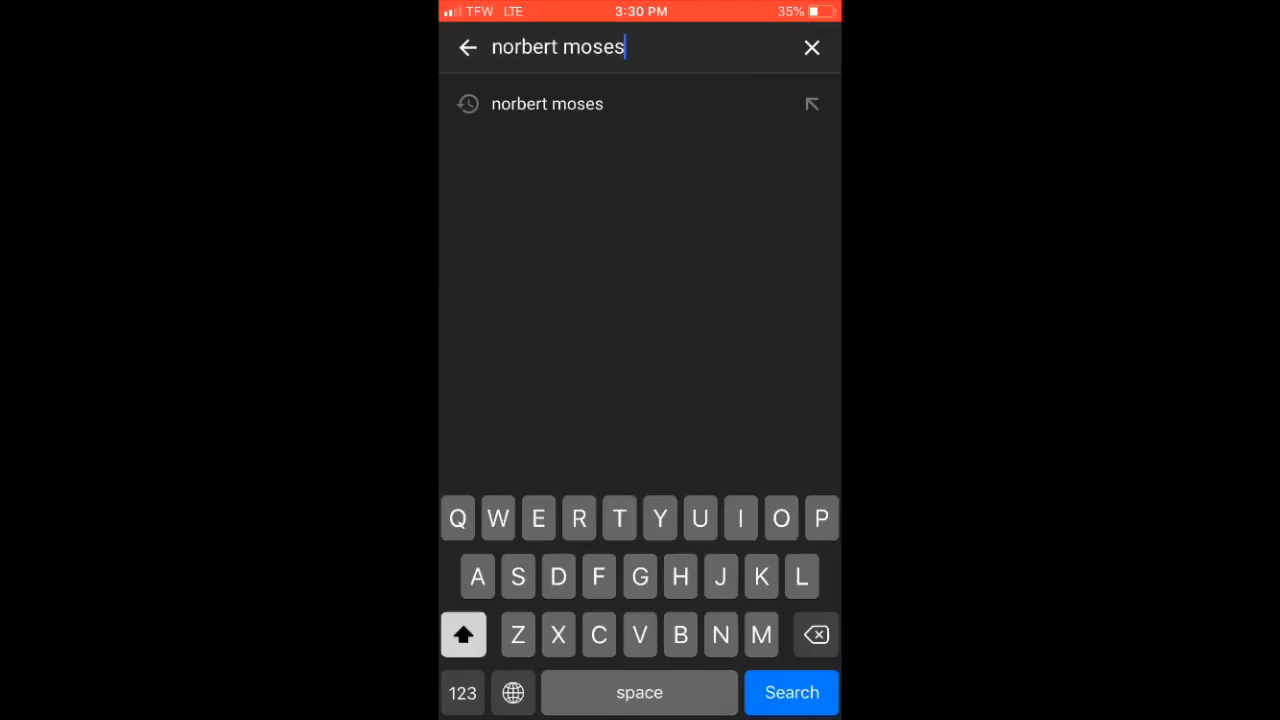 TFW LTE 3:30 PM 35%
norbert moses
norbert moses
Q W E R T Y U I O P
A S D F G H J K L
Z X C V B N M
123 space Search